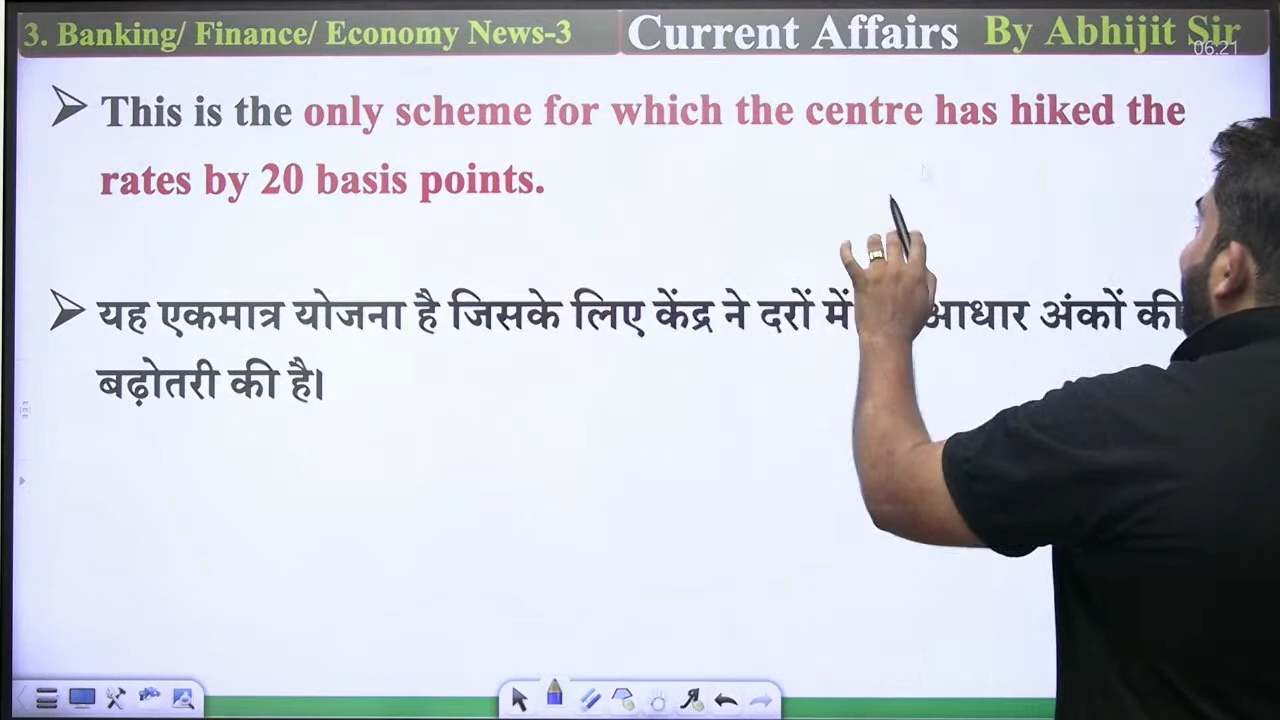 3. Banking/ Finance/ Economy News-3
Current Affairs By Abhijit Sir
06:21
This is the only scheme for which the centre has hiked the
rates by 20 basis points.
यह एकमात्र योजना है जिसके लिए केंद्र ने दरों में आधार अंकों की
बढ़ोतरी की है।